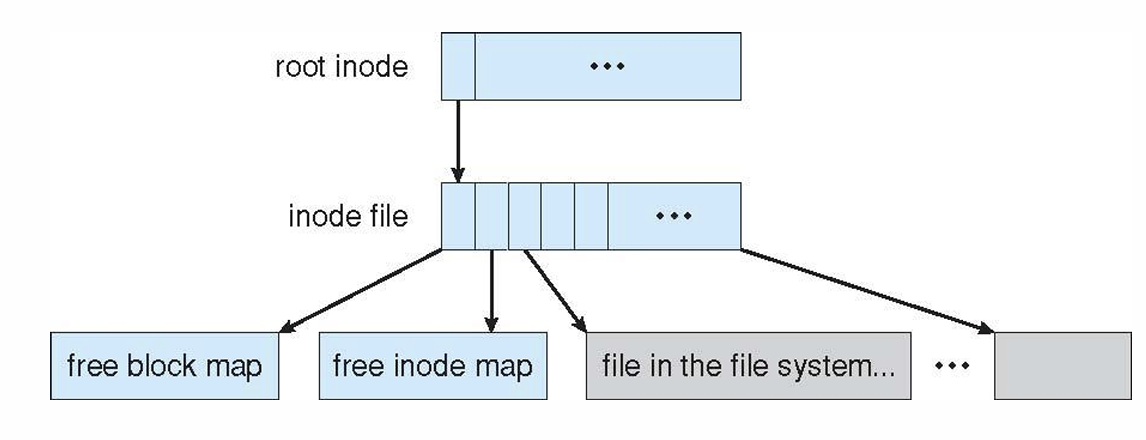 root inode
...
inode file
...
free block map
free inode map
file in the file system...
...